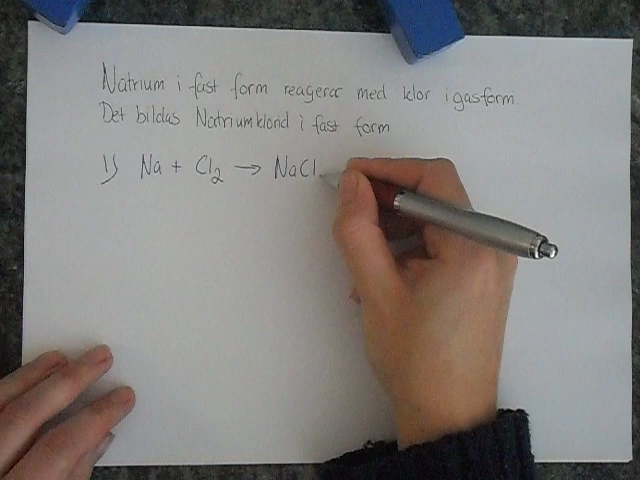 Natrium i fast form reagerar med klor i gasform.
Det bildas Natriumklorid i fast form
1) Na + Cl₂ → NaCl